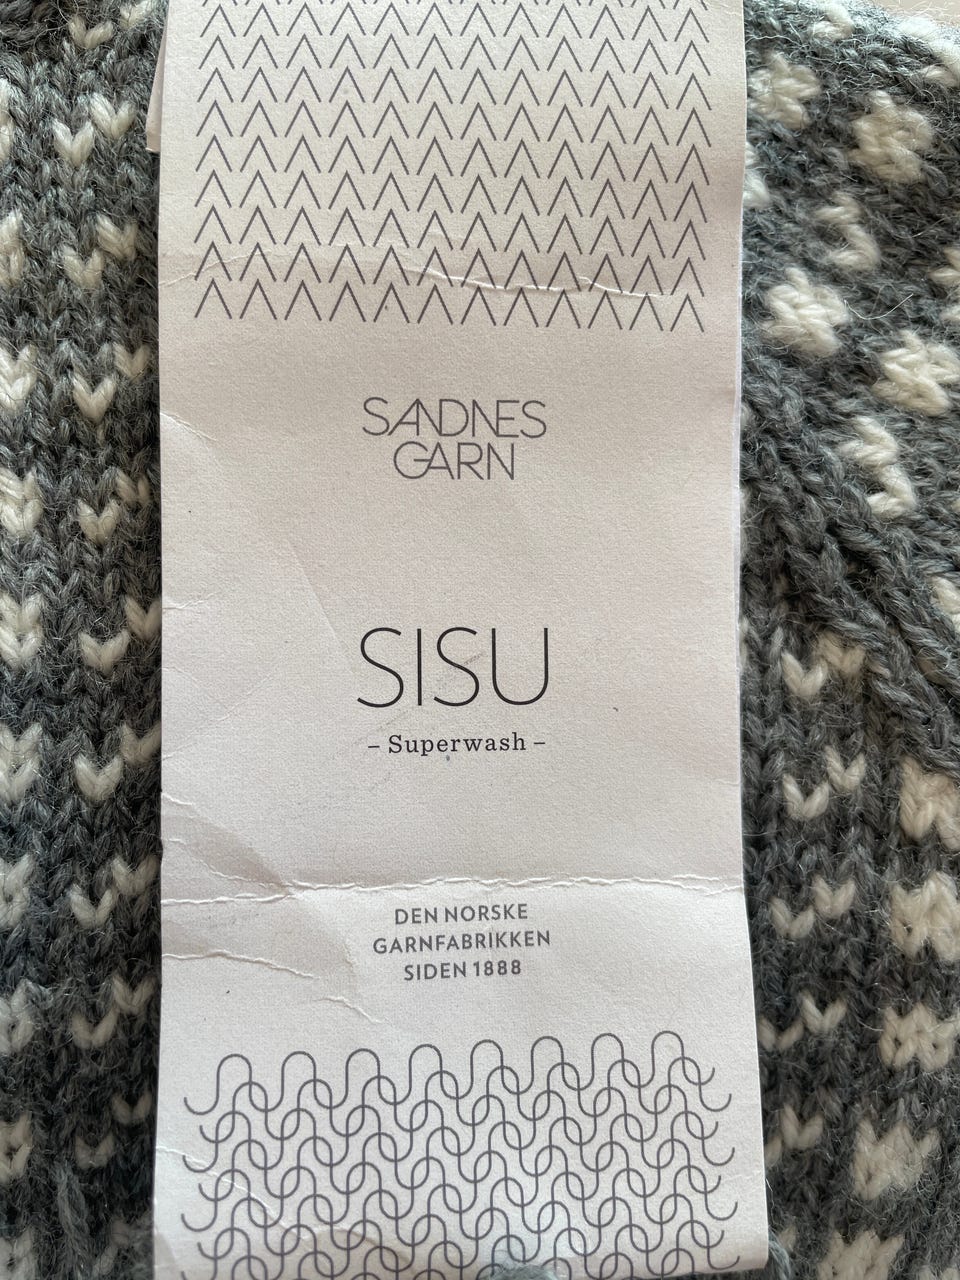 SANDNES
GARN
SISU
– Superwash –
DEN NORSKE
GARNFABRIKKEN
SIDEN 1888